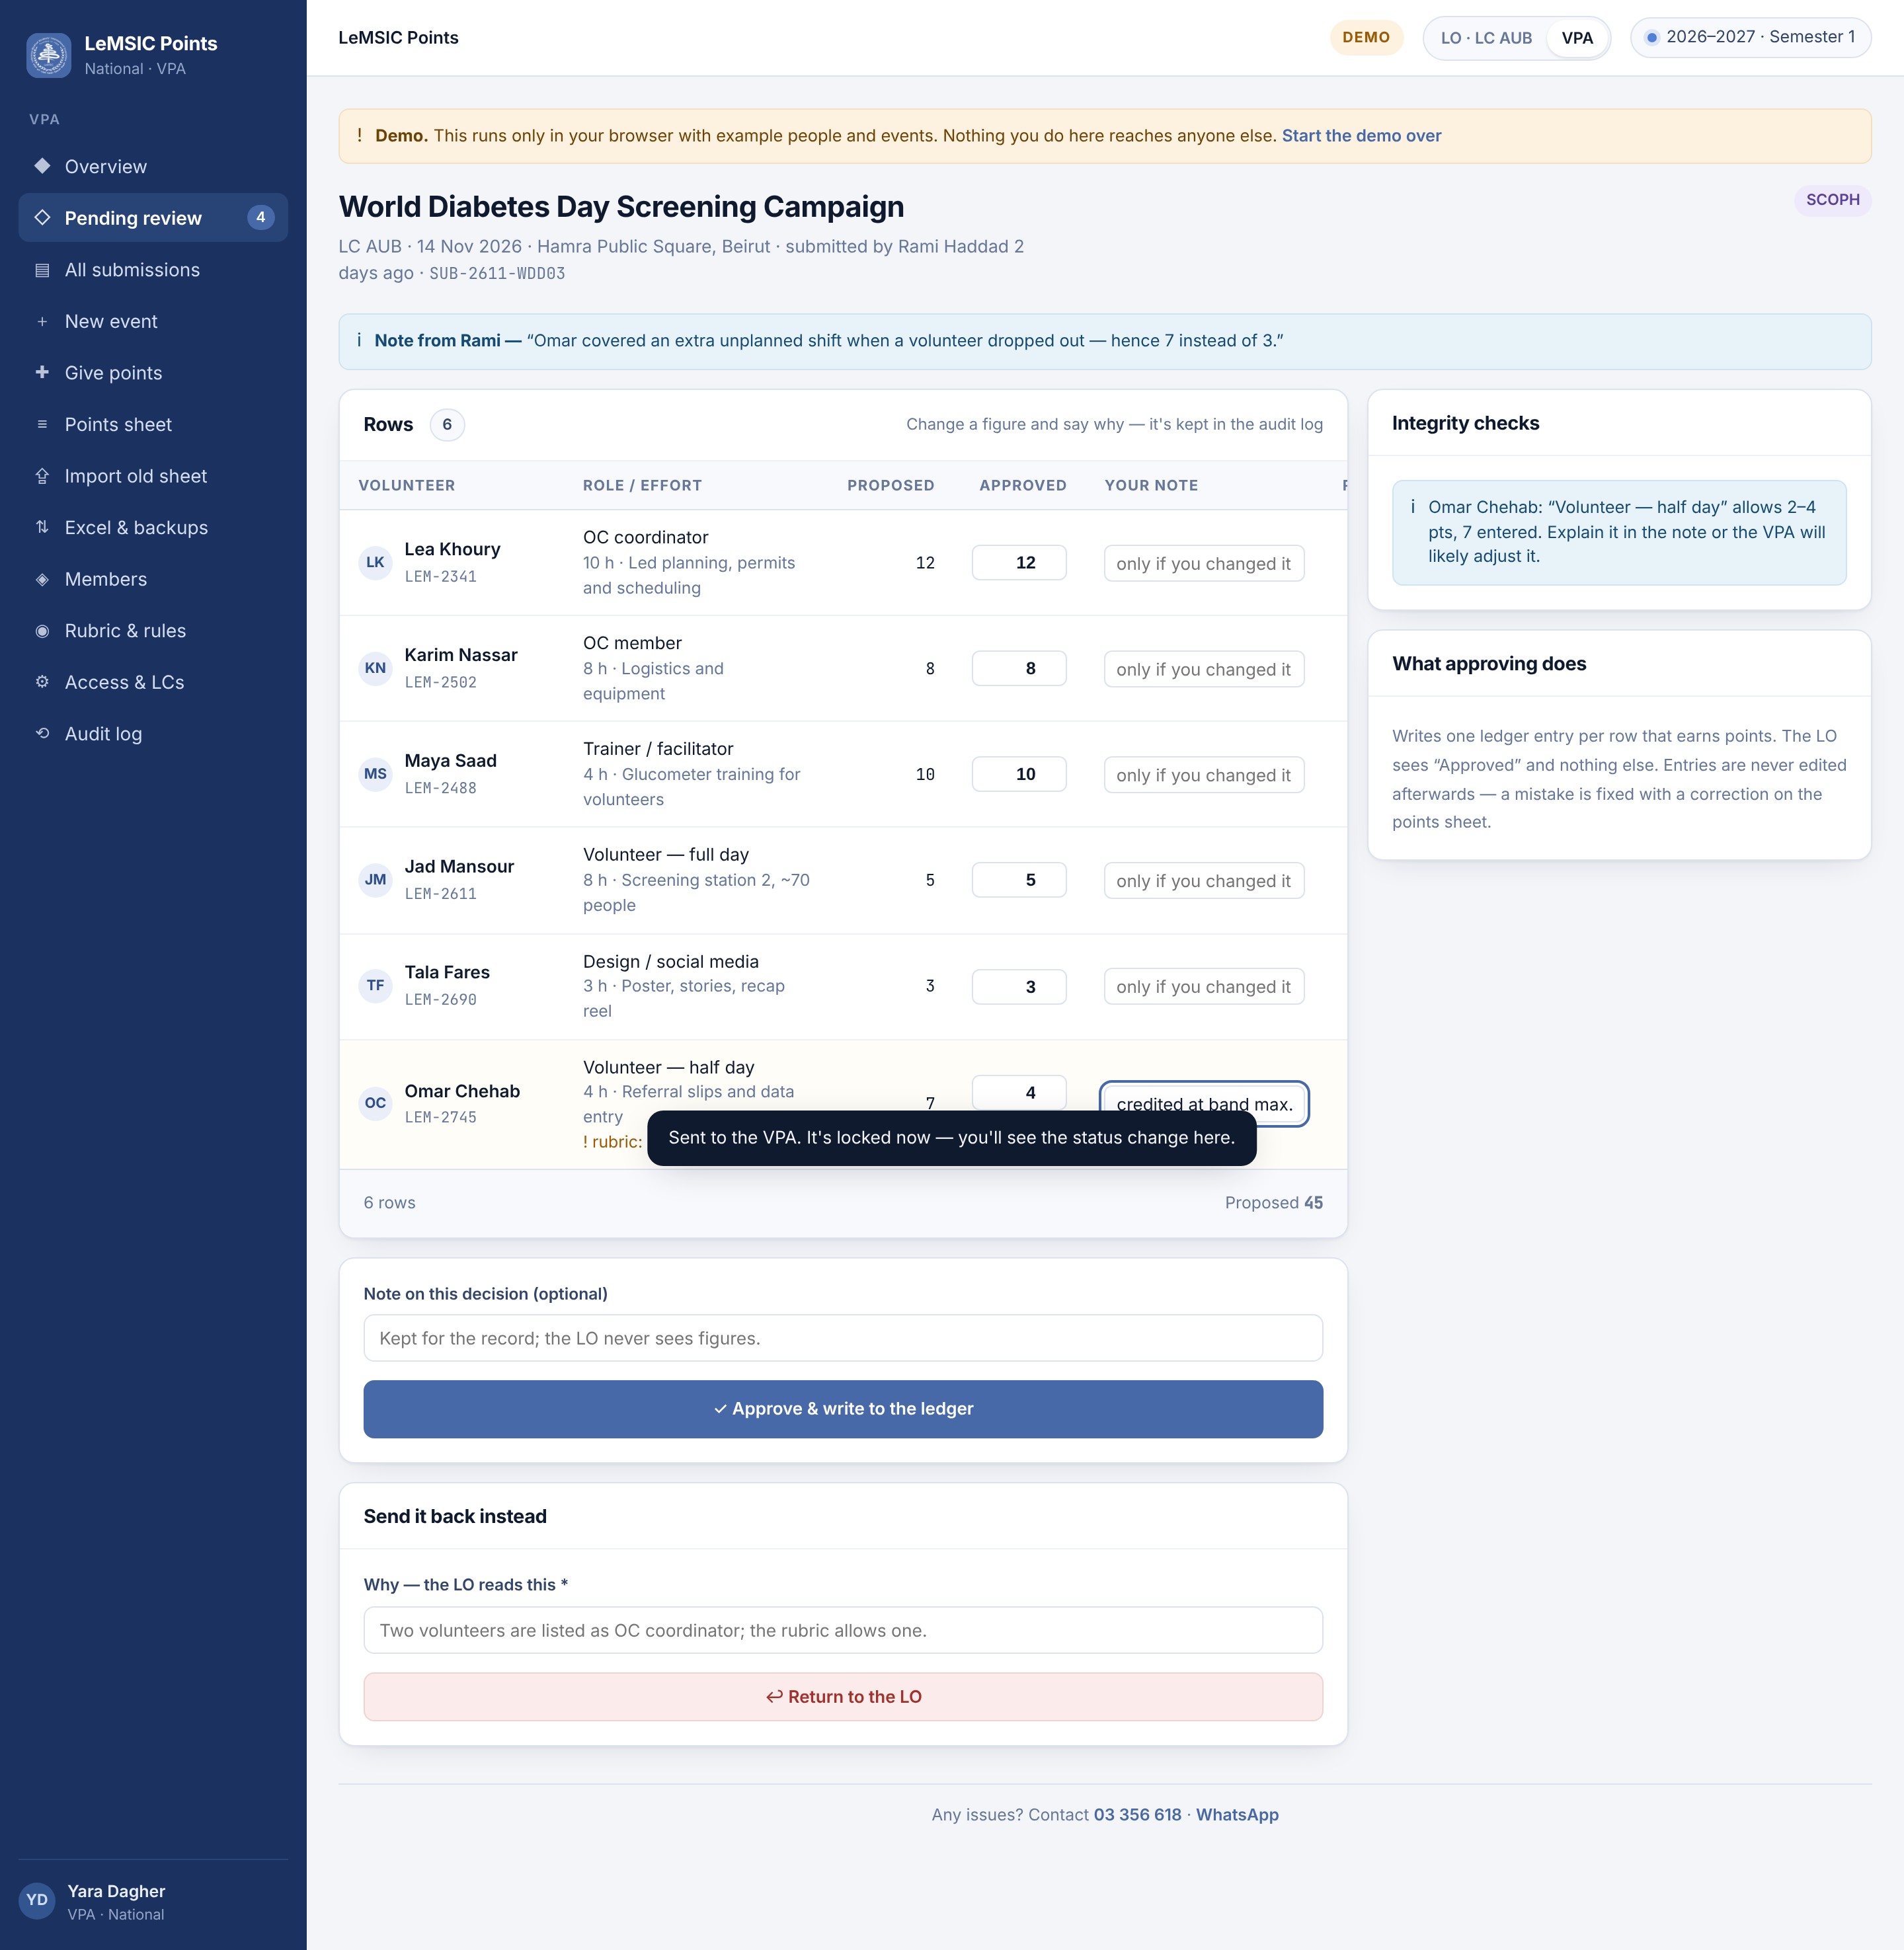 LeMSIC Points
National · VPA
VPA
Overview
Pending review 4
All submissions
New event
Give points
Points sheet
Import old sheet
Excel & backups
Members
Rubric & rules
Access & LCs
Audit log
YD
Yara Dagher
VPA · National
LeMSIC Points
DEMO
LO · LC AUB
VPA
2026–2027 · Semester 1
! Demo. This runs only in your browser with example people and events. Nothing you do here reaches anyone else. Start the demo over
World Diabetes Day Screening Campaign
SCOPH
LC AUB · 14 Nov 2026 · Hamra Public Square, Beirut · submitted by Rami Haddad 2
days ago · SUB-2611-WDD03
i Note from Rami — “Omar covered an extra unplanned shift when a volunteer dropped out — hence 7 instead of 3.”
Rows 6
Change a figure and say why — it's kept in the audit log
VOLUNTEER ROLE / EFFORT PROPOSED APPROVED YOUR NOTE
LK
Lea Khoury
LEM-2341
OC coordinator
10 h · Led planning, permits
and scheduling
12
12
only if you changed it
KN
Karim Nassar
LEM-2502
OC member
8 h · Logistics and
equipment
8
8
only if you changed it
MS
Maya Saad
LEM-2488
Trainer / facilitator
4 h · Glucometer training for
volunteers
10
10
only if you changed it
JM
Jad Mansour
LEM-2611
Volunteer — full day
8 h · Screening station 2, ~70
people
5
5
only if you changed it
TF
Tala Fares
LEM-2690
Design / social media
3 h · Poster, stories, recap
reel
3
3
only if you changed it
OC
Omar Chehab
LEM-2745
Volunteer — half day
4 h · Referral slips and data
entry
! rubric:
7
4
credited at band max.
Sent to the VPA. It's locked now — you'll see the status change here.
6 rows
Proposed 45
Note on this decision (optional)
Kept for the record; the LO never sees figures.
✓ Approve & write to the ledger
Send it back instead
Why — the LO reads this *
Two volunteers are listed as OC coordinator; the rubric allows one.
↩ Return to the LO
Integrity checks
i Omar Chehab: “Volunteer — half day” allows 2–4
pts, 7 entered. Explain it in the note or the VPA will
likely adjust it.
What approving does
Writes one ledger entry per row that earns points. The LO
sees “Approved” and nothing else. Entries are never edited
afterwards — a mistake is fixed with a correction on the
points sheet.
Any issues? Contact 03 356 618 · WhatsApp